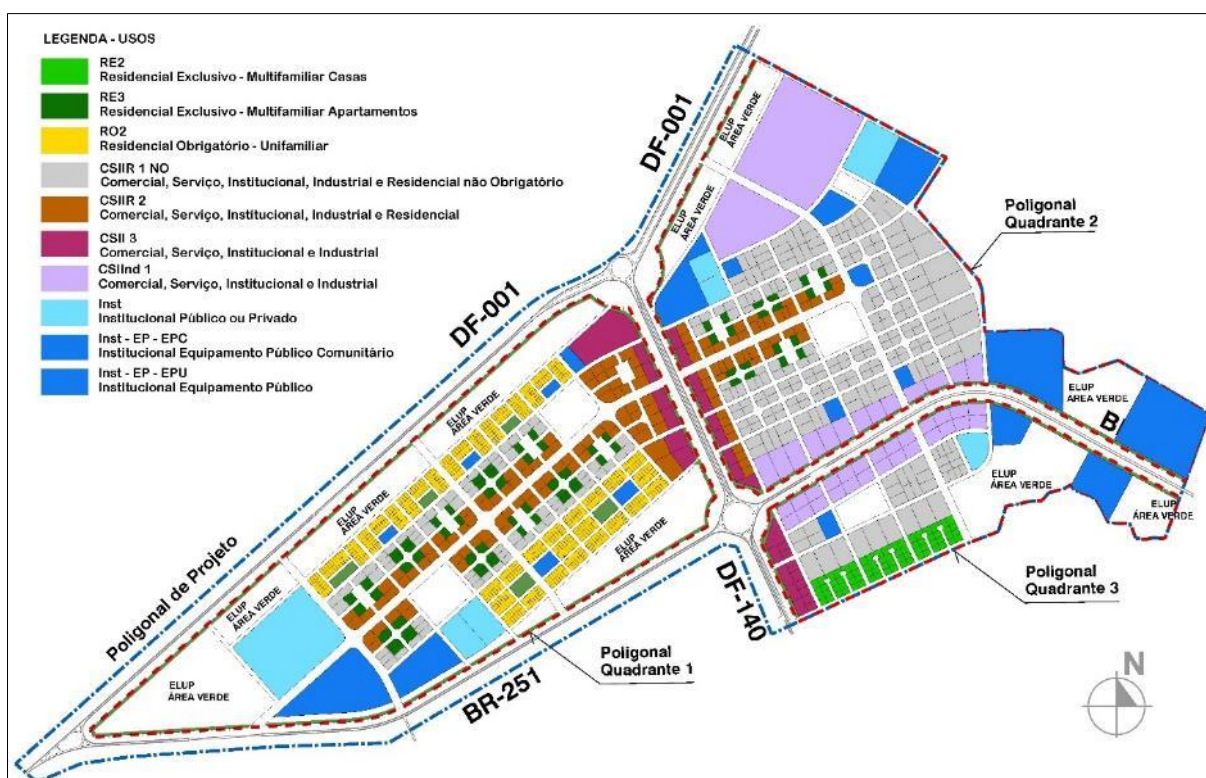 LEGENDA - USOS
RE2
Residencial Exclusivo - Multifamiliar Casas
RE3
Residencial Exclusivo - Multifamiliar Apartamentos
RO2
Residencial Obrigatório - Unifamiliar
CSIIR 1 NO
Comercial, Serviço, Institucional, Industrial e Residencial não Obrigatório
CSIIR 2
Comercial, Serviço, Institucional, Industrial e Residencial
CSII 3
Comercial, Serviço, Institucional e Industrial
CSIInd 1
Comercial, Serviço, Institucional e Industrial
Inst
Institucional Público ou Privado
Inst - EP - EPC
Institucional Equipamento Público Comunitário
Inst - EP - EPU
Institucional Equipamento Público
DF-001
ELUP
ÁREA VERDE
ELUP
ÁREA VERDE
Poligonal
Quadrante 2
DF-001
ELUP
ÁREA VERDE
B
ELUP
ÁREA VERDE
ELUP
ÁREA VERDE
ELUP
ÁREA VERDE
ELUP
ÁREA VERDE
ELUP
ÁREA VERDE
Poligonal de Projeto
ELUP
ÁREA VERDE
ELUP
ÁREA VERDE
DF-140
Poligonal
Quadrante 3
Poligonal
Quadrante 1
BR-251
N